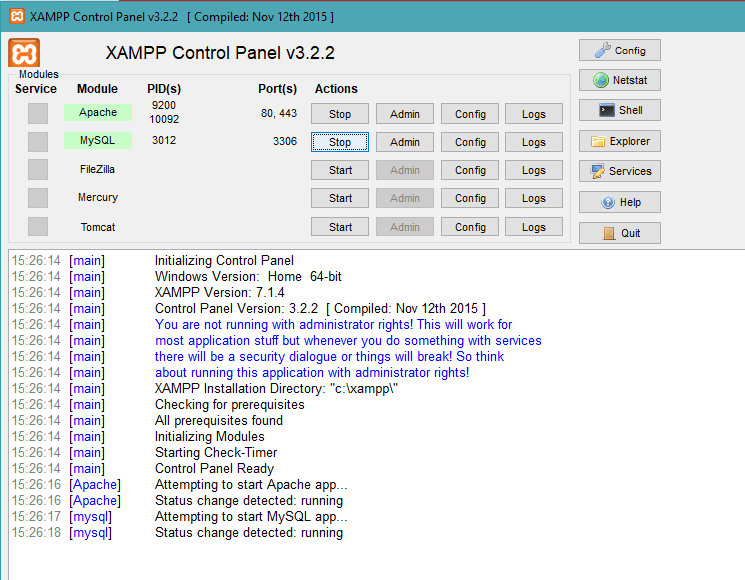 XAMPP Control Panel v3.2.2 [ Compiled: Nov 12th 2015 ]
XAMPP Control Panel v3.2.2
Config
Modules
Service Module PID(s) Port(s) Actions
Netstat
Apache 9200 10092 80, 443 Stop Admin Config Logs
Shell
MySQL 3012 3306 Stop Admin Config Logs
Explorer
FileZilla Start Admin Config Logs
Services
Mercury Start Admin Config Logs
Help
Tomcat Start Admin Config Logs
Quit
15:26:14 [main] Initializing Control Panel
15:26:14 [main] Windows Version: Home 64-bit
15:26:14 [main] XAMPP Version: 7.1.4
15:26:14 [main] Control Panel Version: 3.2.2 [ Compiled: Nov 12th 2015 ]
15:26:14 [main] You are not running with administrator rights! This will work for
15:26:14 [main] most application stuff but whenever you do something with services
15:26:14 [main] there will be a security dialogue or things will break! So think
15:26:14 [main] about running this application with administrator rights!
15:26:14 [main] XAMPP Installation Directory: "c:\xampp\"
15:26:14 [main] Checking for prerequisites
15:26:14 [main] All prerequisites found
15:26:14 [main] Initializing Modules
15:26:14 [main] Starting Check-Timer
15:26:14 [main] Control Panel Ready
15:26:16 [Apache] Attempting to start Apache app...
15:26:16 [Apache] Status change detected: running
15:26:17 [mysql] Attempting to start MySQL app...
15:26:18 [mysql] Status change detected: running